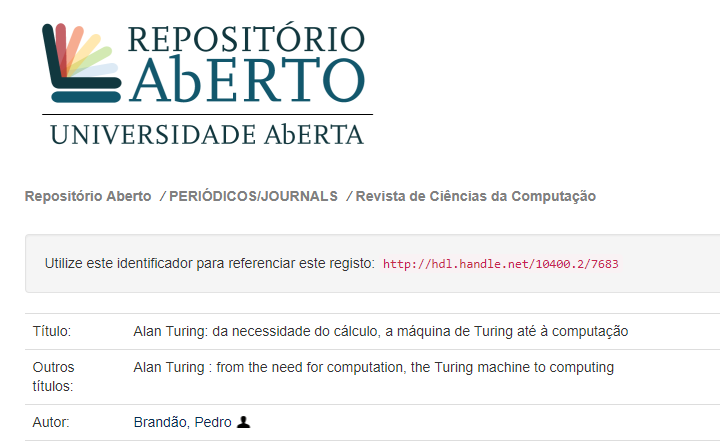 REPOSITÓRIO
AbERTO
UNIVERSIDADE AbERTA
Repositório Aberto / PERIÓDICOS/JOURNALS / Revista de Ciências da Computação
Utilize este identificador para referenciar este registo: http://hdl.handle.net/10400.2/7683
Título: Alan Turing: da necessidade do cálculo, a máquina de Turing até à computação
Outros títulos: Alan Turing : from the need for computation, the Turing machine to computing
Autor: Brandão, Pedro